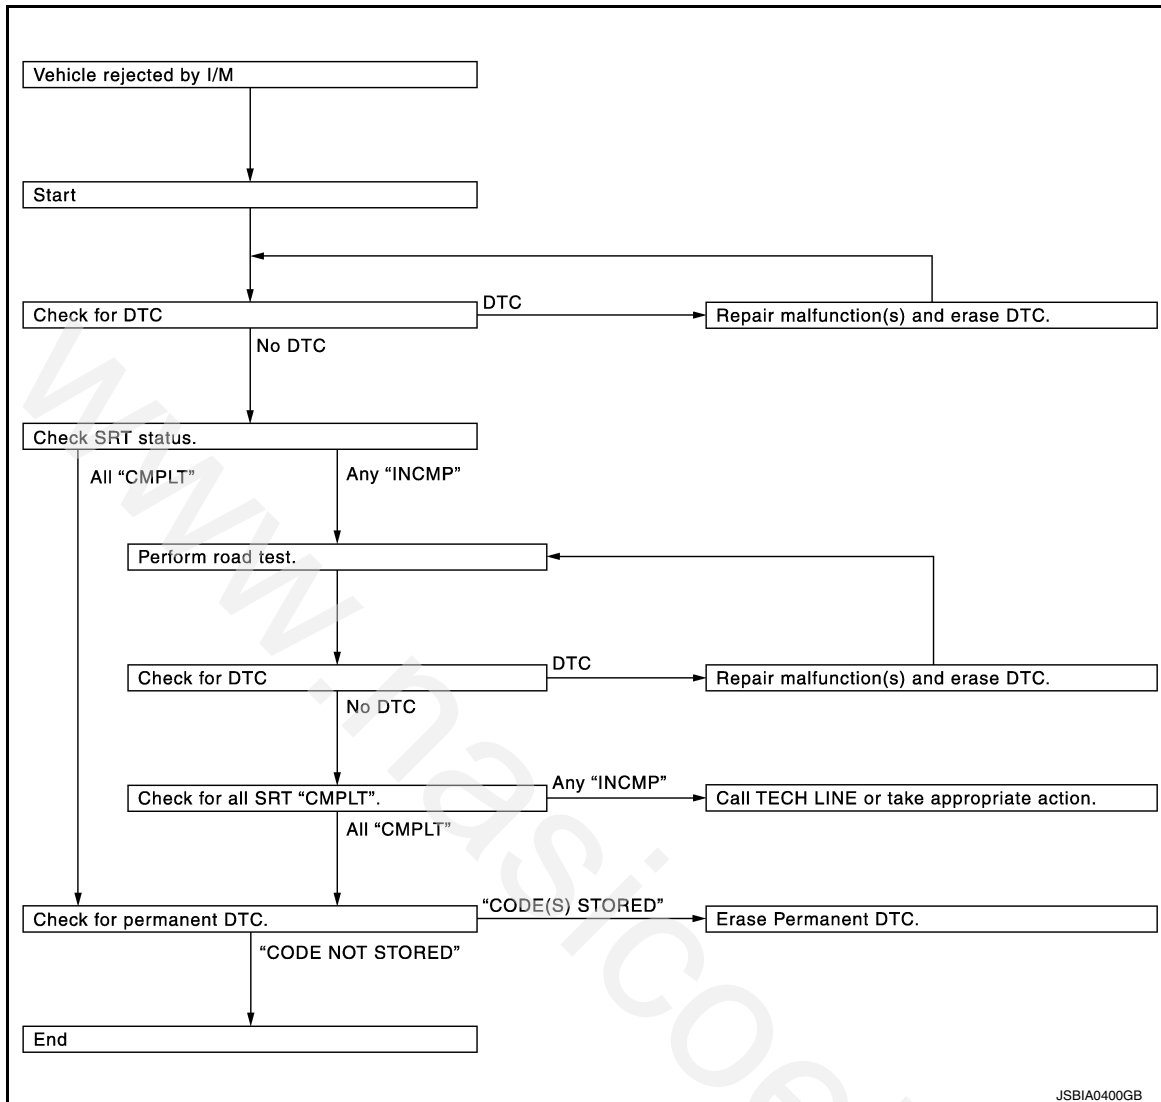 Vehicle rejected by I/M
Start
Check for DTC
DTC
Repair malfunction(s) and erase DTC.
No DTC
Check SRT status.
All “CMPLT”
Any “INCMP”
Perform road test.
Check for DTC
DTC
Repair malfunction(s) and erase DTC.
No DTC
Check for all SRT “CMPLT”.
Any “INCMP”
Call TECH LINE or take appropriate action.
All “CMPLT”
Check for permanent DTC.
“CODE(S) STORED”
Erase Permanent DTC.
“CODE NOT STORED”
End
JSBIA0400GB